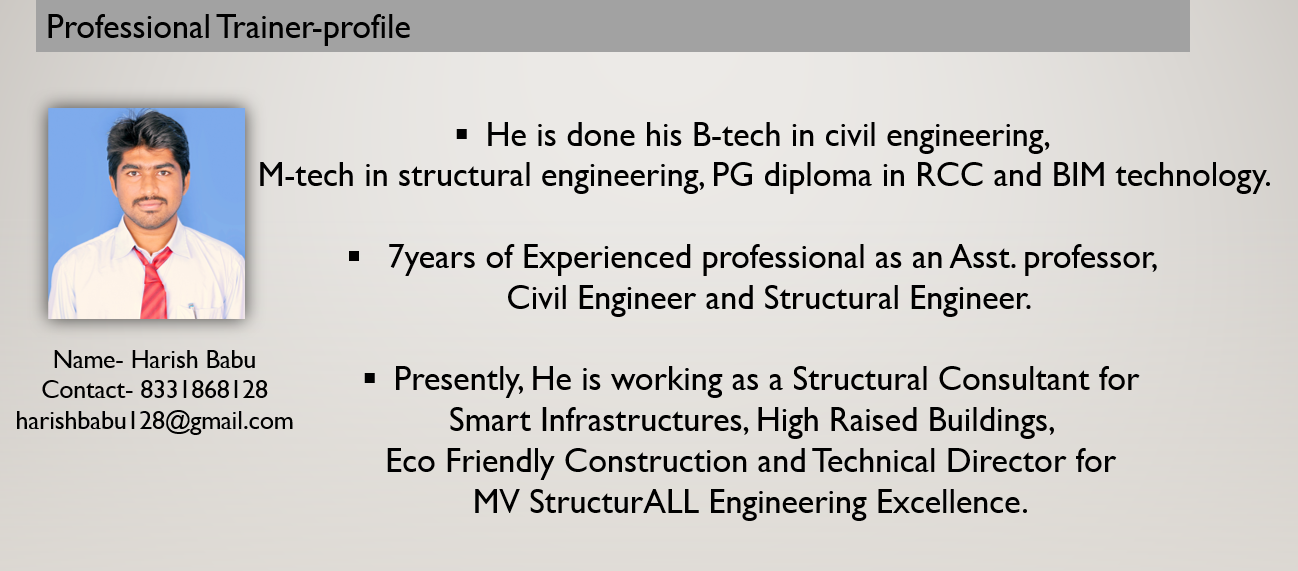 Professional Trainer-profile
▪ He is done his B-tech in civil engineering,
M-tech in structural engineering, PG diploma in RCC and BIM technology.
▪ 7years of Experienced professional as an Asst. professor,
Civil Engineer and Structural Engineer.
▪ Presently, He is working as a Structural Consultant for
Smart Infrastructures, High Raised Buildings,
Eco Friendly Construction and Technical Director for
MV StructurALL Engineering Excellence.
Name- Harish Babu
Contact- 8331868128
harishbabu128@gmail.com